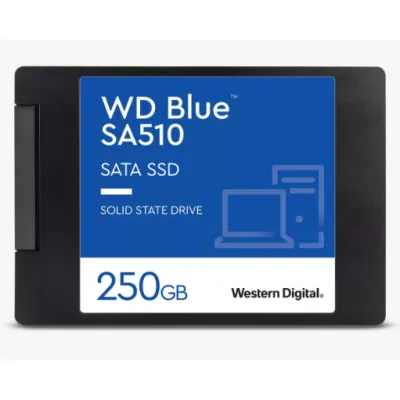 WD Blue™
SA510
SATA SSD
SOLID STATE DRIVE
250GB
Western Digital®